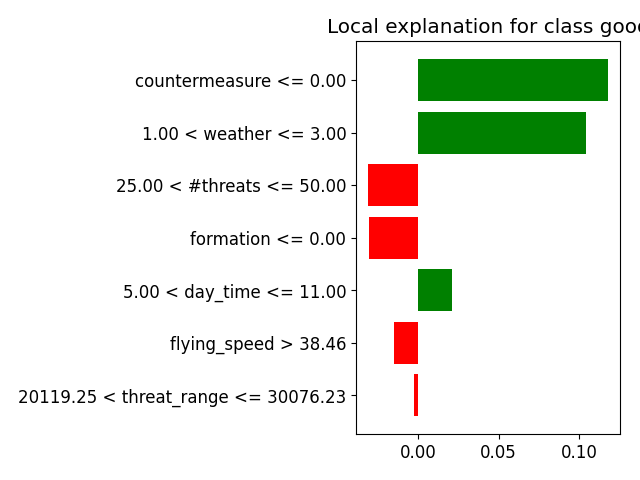 Local explanation for class good
countermeasure <= 0.00
1.00 < weather <= 3.00
25.00 < #threats <= 50.00
formation <= 0.00
5.00 < day_time <= 11.00
flying_speed > 38.46
20119.25 < threat_range <= 30076.23
0.00 0.05 0.10